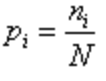 p_i = n_i / N